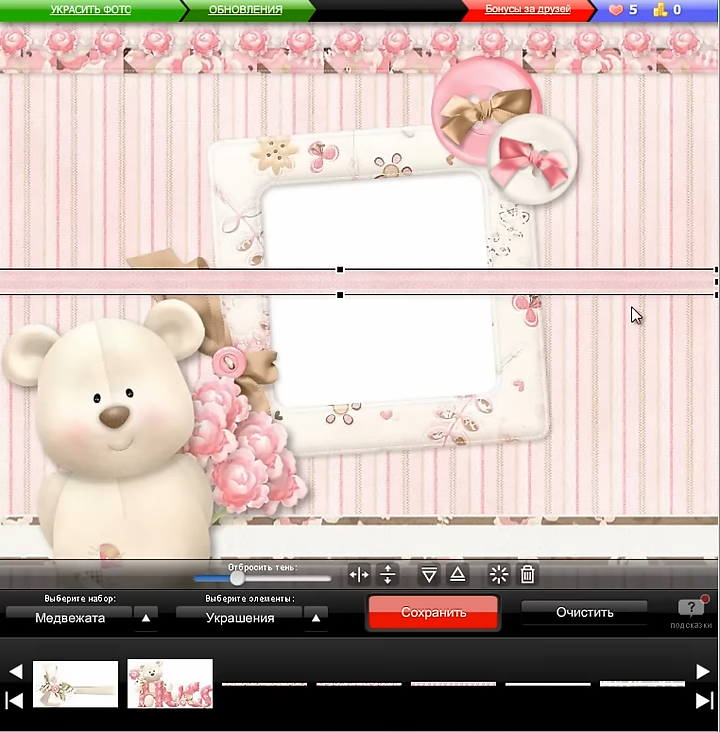 УКРАСИТЬ ФОТО
ОБНОВЛЕНИЯ
Бонусы за друзей
5
0
Отбросить тень:
Выберите набор:
Выберите элементы:
Медвежата
Украшения
Сохранить
Очистить
?
подсказки